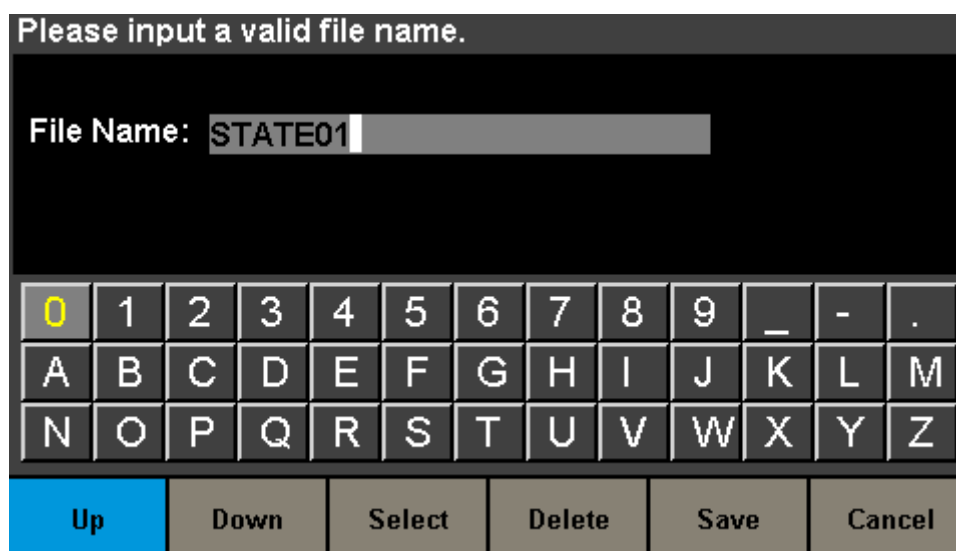 Please input a valid file name.
File Name: STATE01
0 1 2 3 4 5 6 7 8 9 _ - .
A B C D E F G H I J K L M
N O P Q R S T U V W X Y Z
Up Down Select Delete Save Cancel